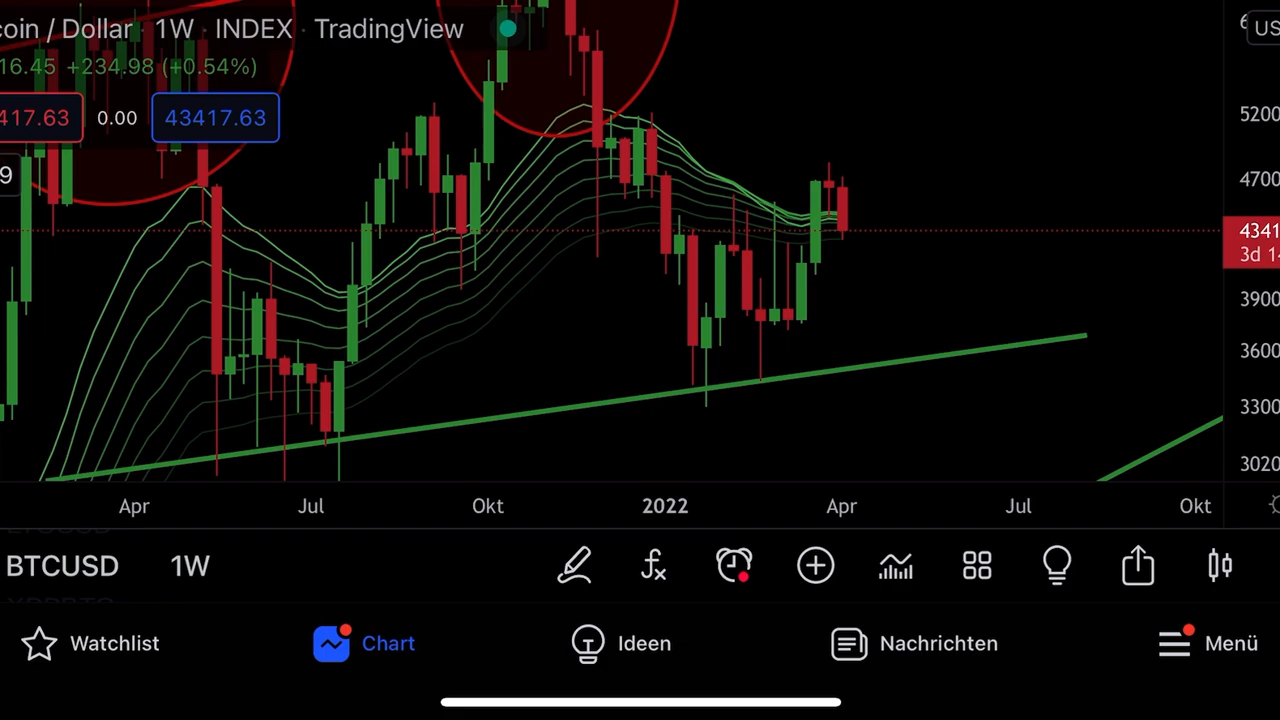 coin / Dollar · 1W · INDEX · TradingView
16.45 +234.98 (+0.54%)
417.63 0.00 43417.63
9
US
5200
4700
4341
3d 14
3900
3600
3300
3020
Apr Jul Okt 2022 Apr Jul Okt
BTCUSD 1W
Watchlist Chart Ideen Nachrichten Menü